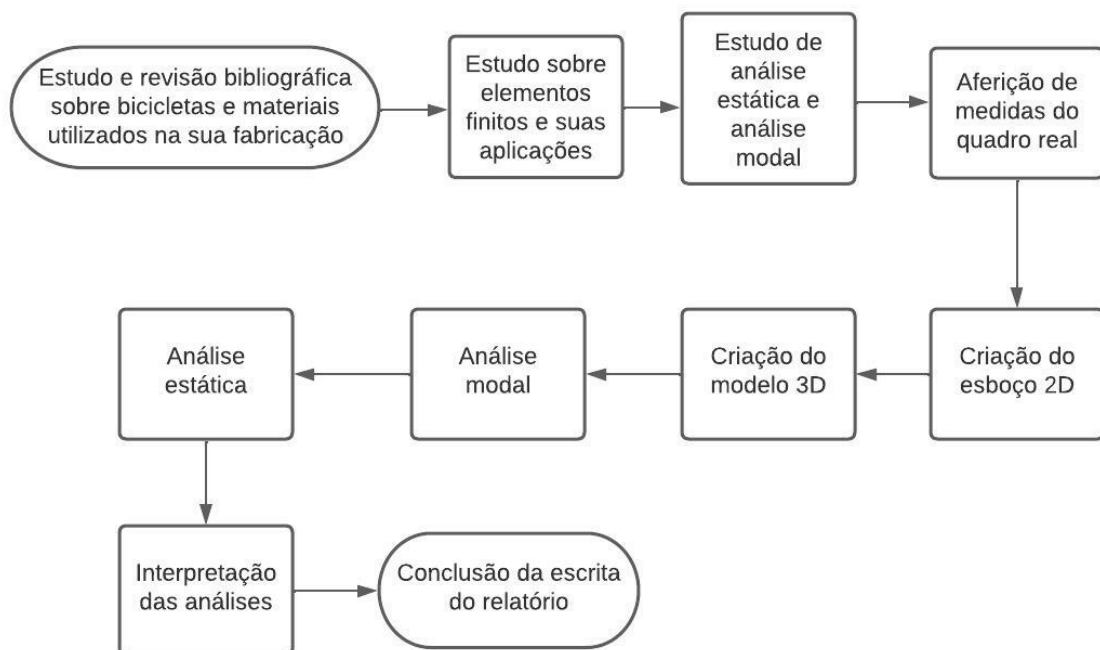 Estudo e revisão bibliográfica
sobre bicicletas e materiais
utilizados na sua fabricação
Estudo sobre
elementos
finitos e suas
aplicações
Estudo de
análise
estática e
análise
modal
Aferição de
medidas do
quadro real
Criação do
esboço 2D
Criação do
modelo 3D
Análise
modal
Análise
estática
Interpretação
das análises
Conclusão da escrita
do relatório